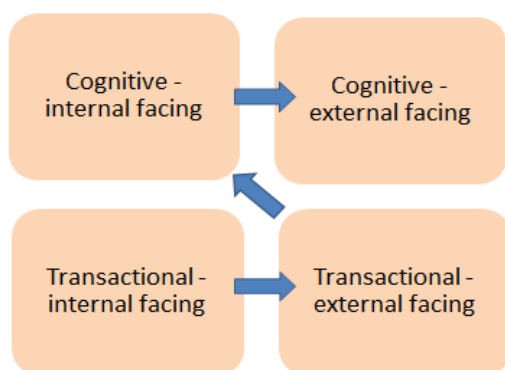 Cognitive -
internal facing
Cognitive -
external facing
Transactional -
internal facing
Transactional -
external facing